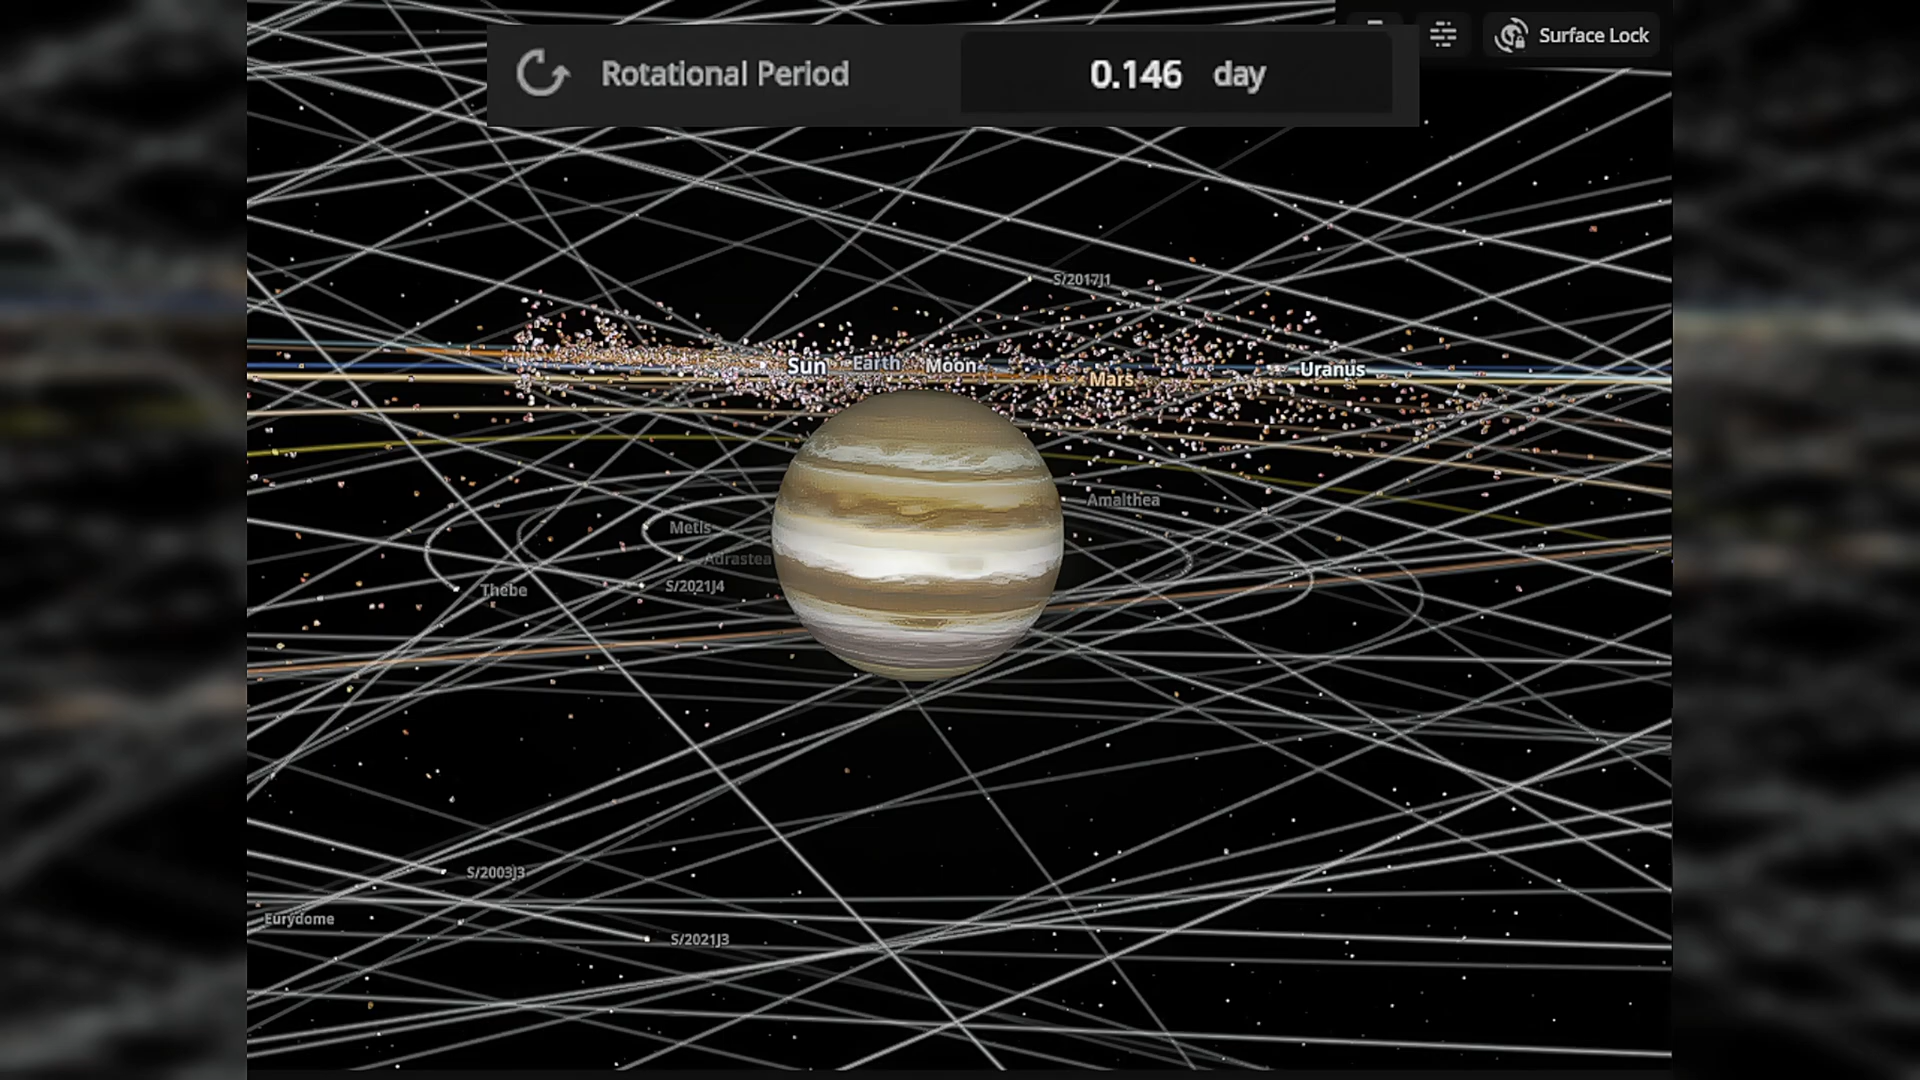 Surface Lock
Rotational Period 0.146 day
S/2017J1
Sun Earth Moon Mars Uranus
Amalthea
Metis
Adrastea
S/2021J4
Thebe
S/2003J3
Eurydome
S/2021J3